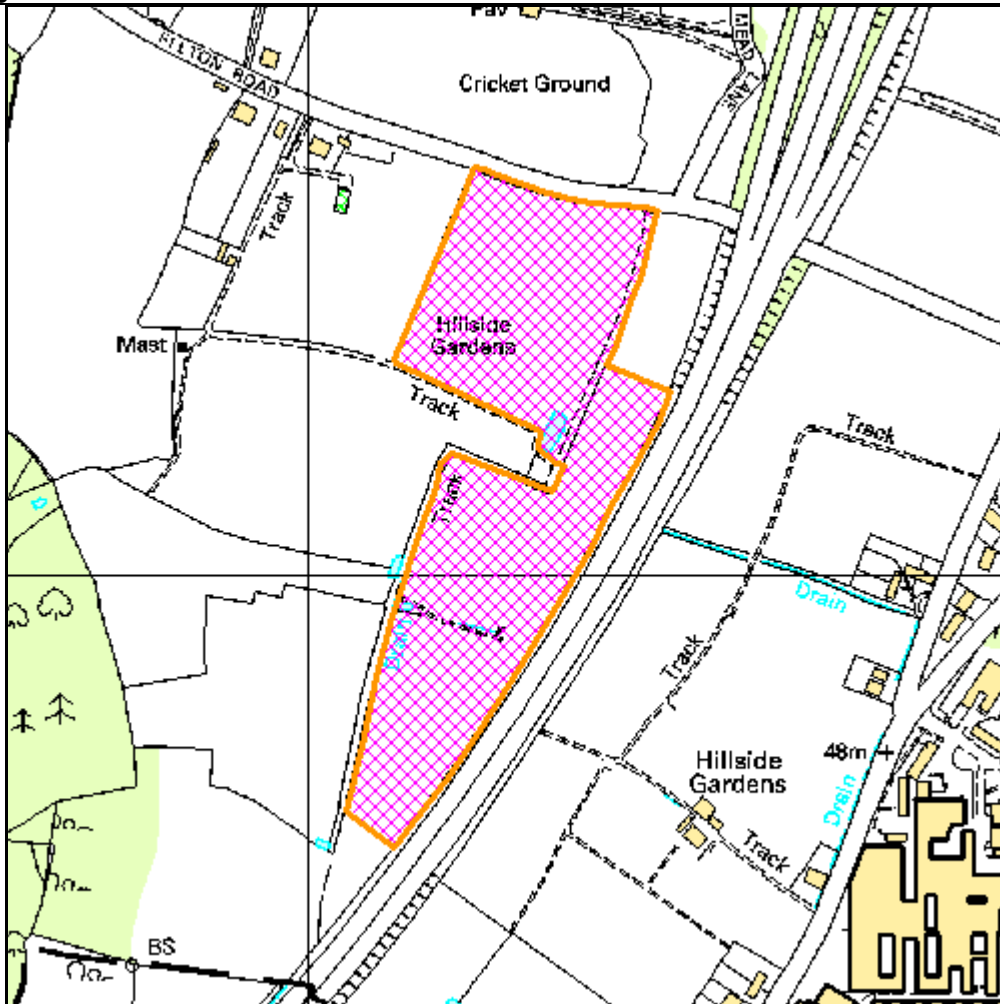 Pav
MEAD LANE
ELLTON ROAD
Cricket Ground
Track
Hillside
Gardens
Mast
Track
Track
Track
Drain
Drain
Track
Hillside
Gardens
48m
Drain
Track
BS